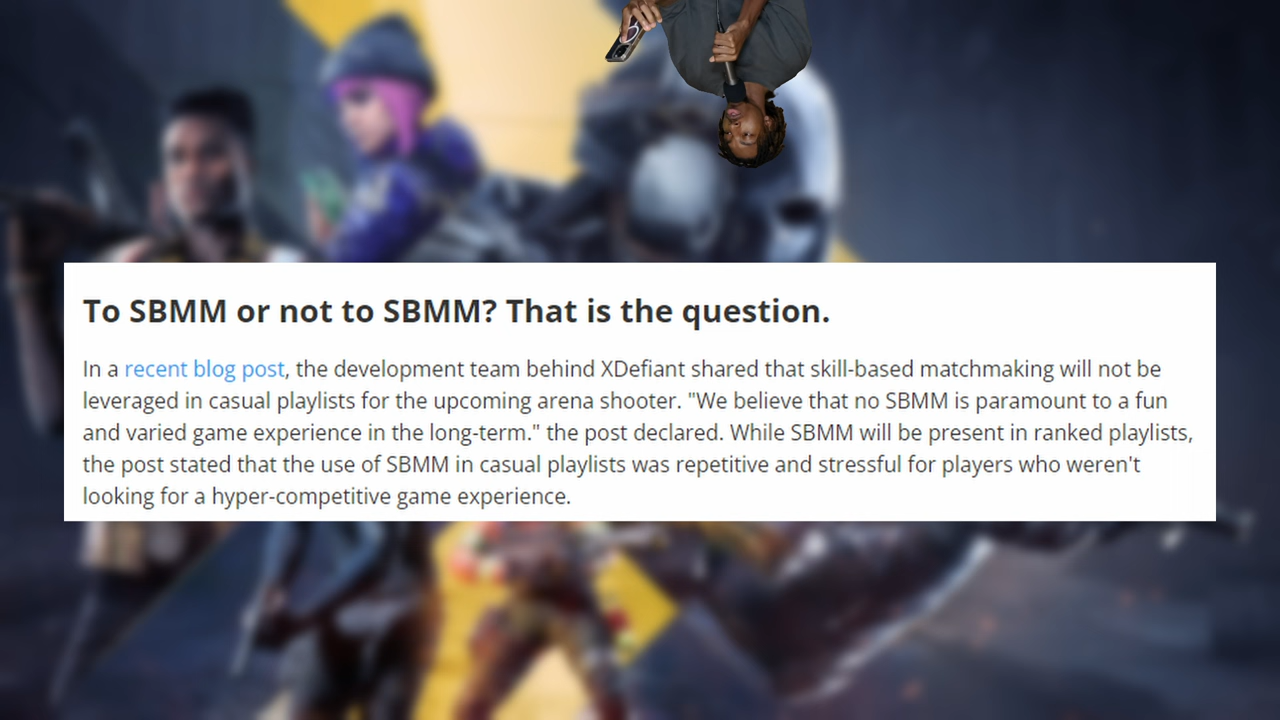 To SBMM or not to SBMM? That is the question.
In a recent blog post, the development team behind XDefiant shared that skill-based matchmaking will not be
leveraged in casual playlists for the upcoming arena shooter. "We believe that no SBMM is paramount to a fun
and varied game experience in the long-term." the post declared. While SBMM will be present in ranked playlists,
the post stated that the use of SBMM in casual playlists was repetitive and stressful for players who weren't
looking for a hyper-competitive game experience.